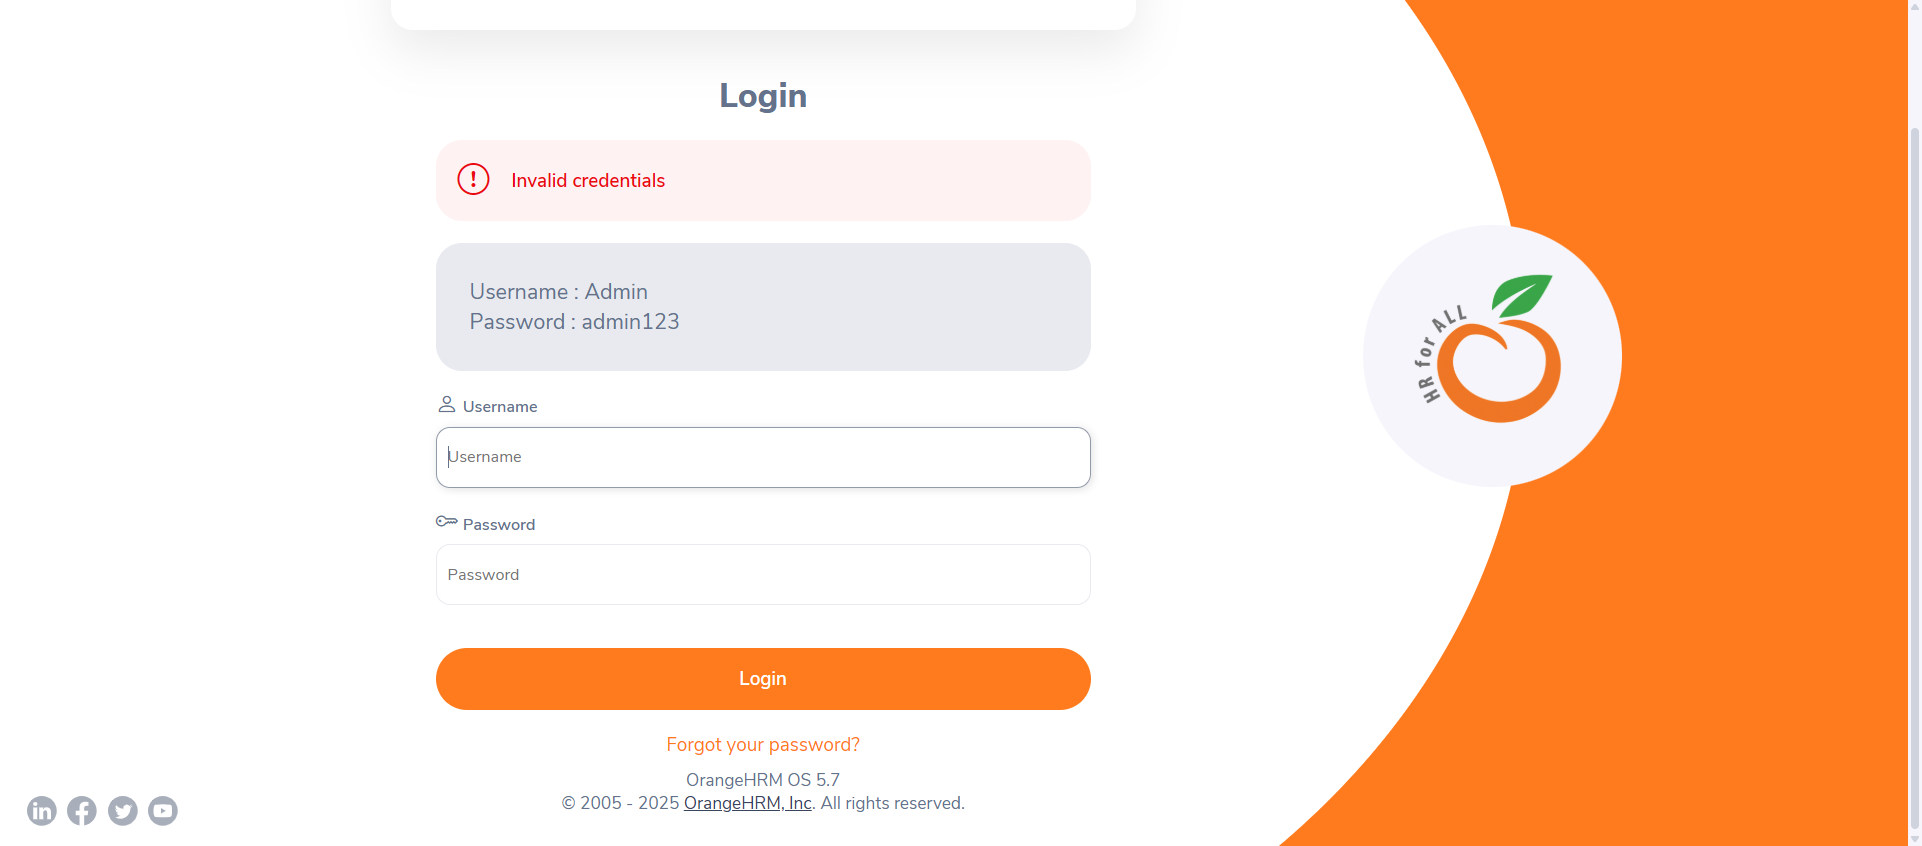 Login
Invalid credentials
Username : Admin
Password : admin123
Username
Username
Password
Password
Login
Forgot your password?
OrangeHRM OS 5.7
© 2005 - 2025 OrangeHRM, Inc. All rights reserved.
HR for ALL